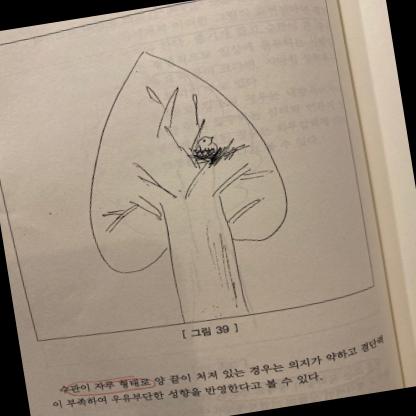 [ 그림 39 ]
수관이 자루 형태로 양 끝이 처져 있는 경우는 의지가 약하고 결단력
이 부족하여 우유부단한 성향을 반영한다고 볼 수 있다.